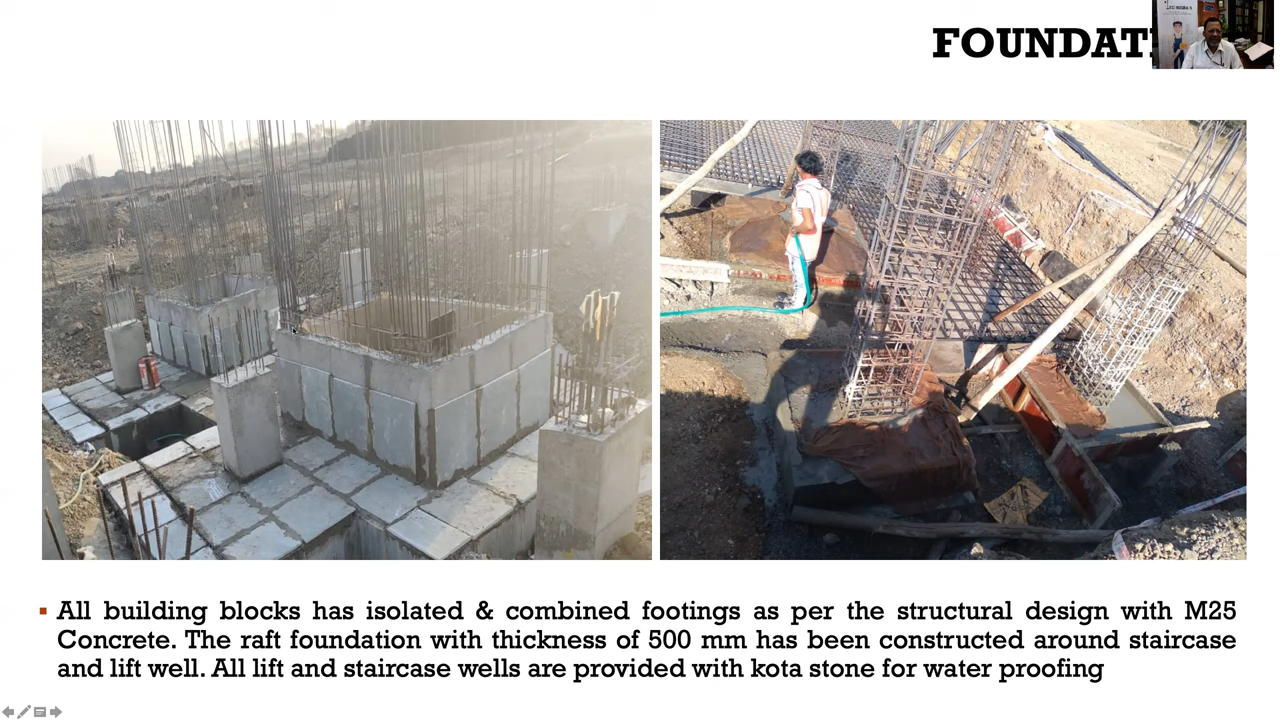 FOUNDAT
▪ All building blocks has isolated & combined footings as per the structural design with M25
Concrete. The raft foundation with thickness of 500 mm has been constructed around staircase
and lift well. All lift and staircase wells are provided with kota stone for water proofing